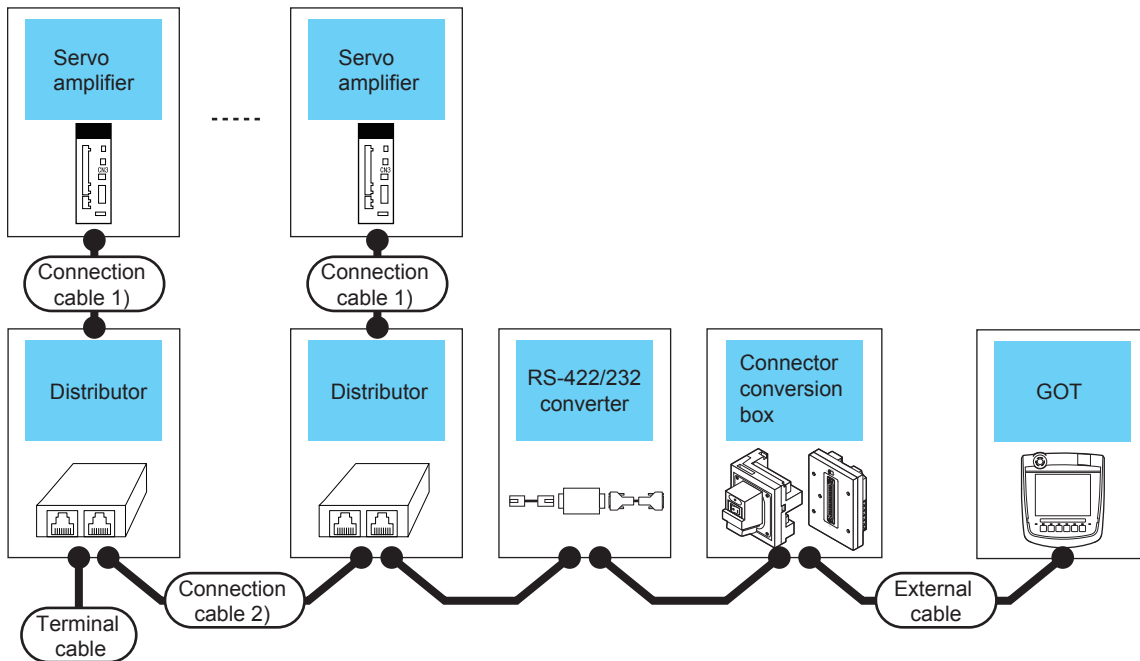 Servo
amplifier
Servo
amplifier
CN3
CN3
Connection
cable 1)
Connection
cable 1)
Distributor
Distributor
RS-422/232
converter
Connector
conversion
box
GOT
Connection
cable 2)
External
cable
Terminal
cable